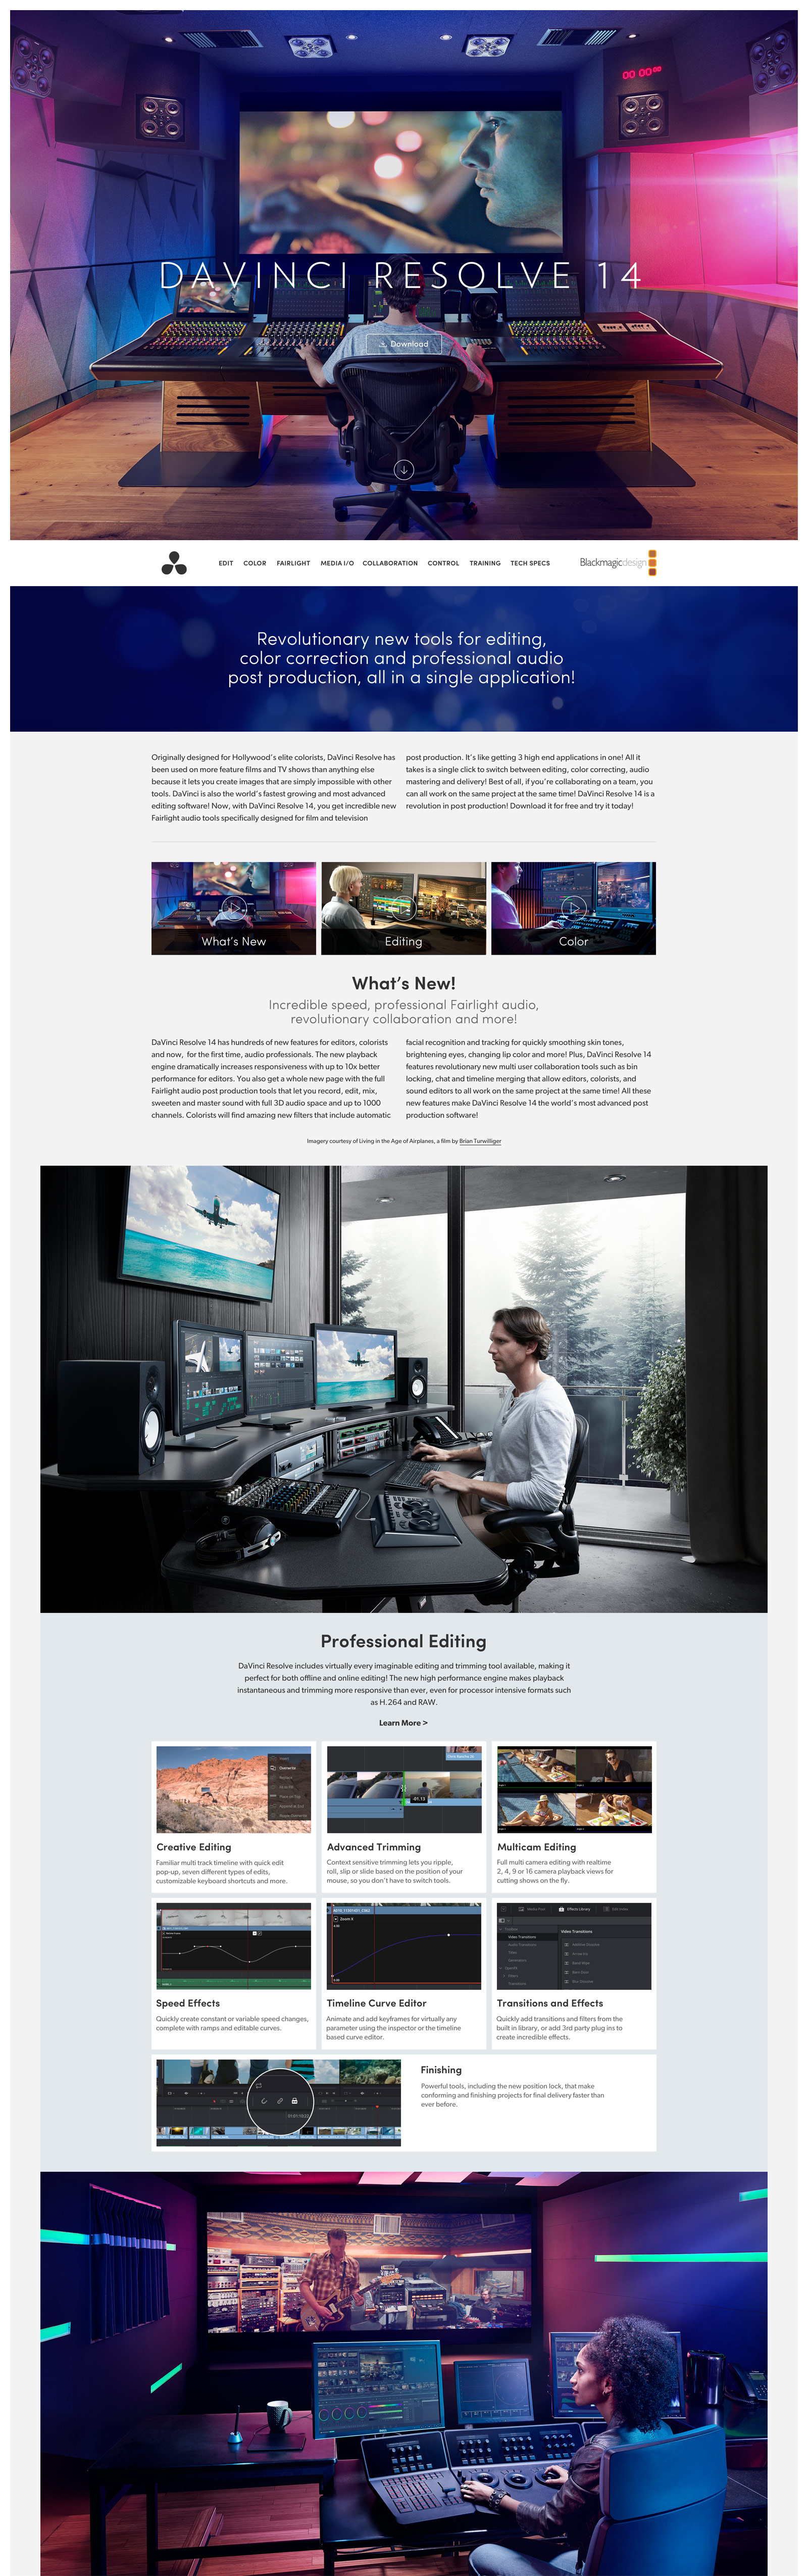 00 00 00
DAVINCI RESOLVE 14
Download
EDIT COLOR FAIRLIGHT MEDIA I/O COLLABORATION CONTROL TRAINING TECH SPECS
Blackmagicdesign
Revolutionary new tools for editing,
color correction and professional audio
post production, all in a single application!
Originally designed for Hollywood's elite colorists, DaVinci Resolve has
been used on more feature films and TV shows than anything else
because it lets you create images that are simply impossible with other
tools. DaVinci is also the world's fastest growing and most advanced
editing software! Now, with DaVinci Resolve 14, you get incredible new
Fairlight audio tools specifically designed for film and television
post production. It's like getting 3 high end applications in one! All it
takes is a single click to switch between editing, color correcting, audio
mastering and delivery! Best of all, if you're collaborating on a team, you
can all work on the same project at the same time! DaVinci Resolve 14 is a
revolution in post production! Download it for free and try it today!
What's New
Editing
Color
What's New!
Incredible speed, professional Fairlight audio,
revolutionary collaboration and more!
DaVinci Resolve 14 has hundreds of new features for editors, colorists
and now, for the first time, audio professionals. The new playback
engine dramatically increases responsiveness with up to 10x better
performance for editors. You also get a whole new page with the full
Fairlight audio post production tools that let you record, edit, mix,
sweeten and master sound with full 3D audio space and up to 1000
channels. Colorists will find amazing new filters that include automatic
facial recognition and tracking for quickly smoothing skin tones,
brightening eyes, changing lip color and more! Plus, DaVinci Resolve 14
features revolutionary new multi user collaboration tools such as bin
locking, chat and timeline merging that allow editors, colorists, and
sound editors to all work on the same project at the same time! All these
new features make DaVinci Resolve 14 the world's most advanced post
production software!
Imagery courtesy of Living in the Age of Airplanes, a film by Brian Turwilliger
Professional Editing
DaVinci Resolve includes virtually every imaginable editing and trimming tool available, making it
perfect for both offline and online editing! The new high performance engine makes playback
instantaneous and trimming more responsive than ever, even for processor intensive formats such
as H.264 and RAW.
Learn More >
Overwrite
-01.13
Creative Editing
Familiar multi track timeline with quick edit
pop-up, seven different types of edits,
customizable keyboard shortcuts and more.
Advanced Trimming
Context sensitive trimming lets you ripple,
roll, slip or slide based on the position of your
mouse, so you don't have to switch tools.
Multicam Editing
Full multi camera editing with realtime
2, 4, 9 or 16 camera playback views for
cutting shows on the fly.
Zoom X
Media Pool
Effects Library
Edit Index
Video Transitions
Video Transitions
Audio Transitions
Speed Effects
Quickly create constant or variable speed changes,
complete with ramps and editable curves.
Timeline Curve Editor
Animate and add keyframes for virtually any
parameter using the inspector or the timeline
based curve editor.
Transitions and Effects
Quickly add transitions and filters from the
built in library, or add 3rd party plug ins to
create incredible effects.
Finishing
Powerful tools, including the new position lock, that make
conforming and finishing projects for final delivery faster than
ever before.